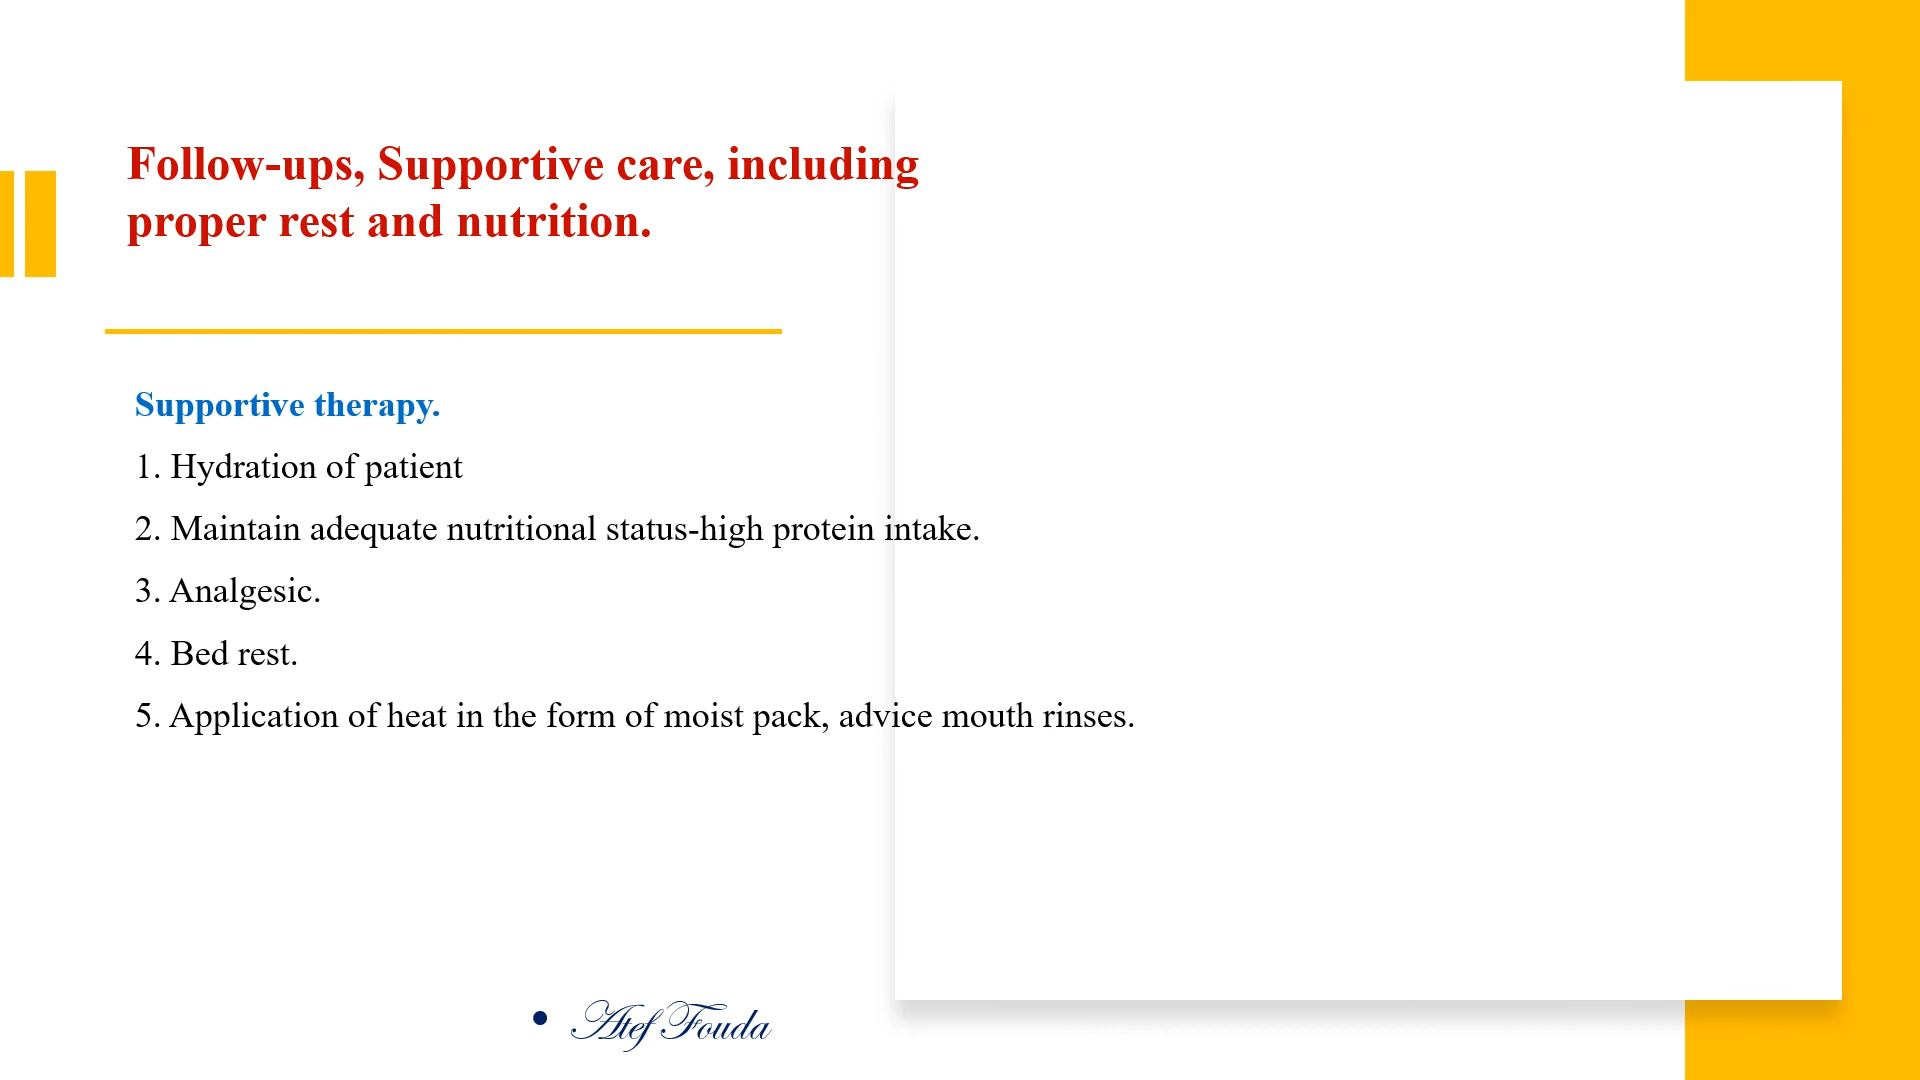 Follow-ups, Supportive care, including
proper rest and nutrition.
Supportive therapy.
1. Hydration of patient
2. Maintain adequate nutritional status-high protein intake.
3. Analgesic.
4. Bed rest.
5. Application of heat in the form of moist pack, advice mouth rinses.
• Atef Fouda